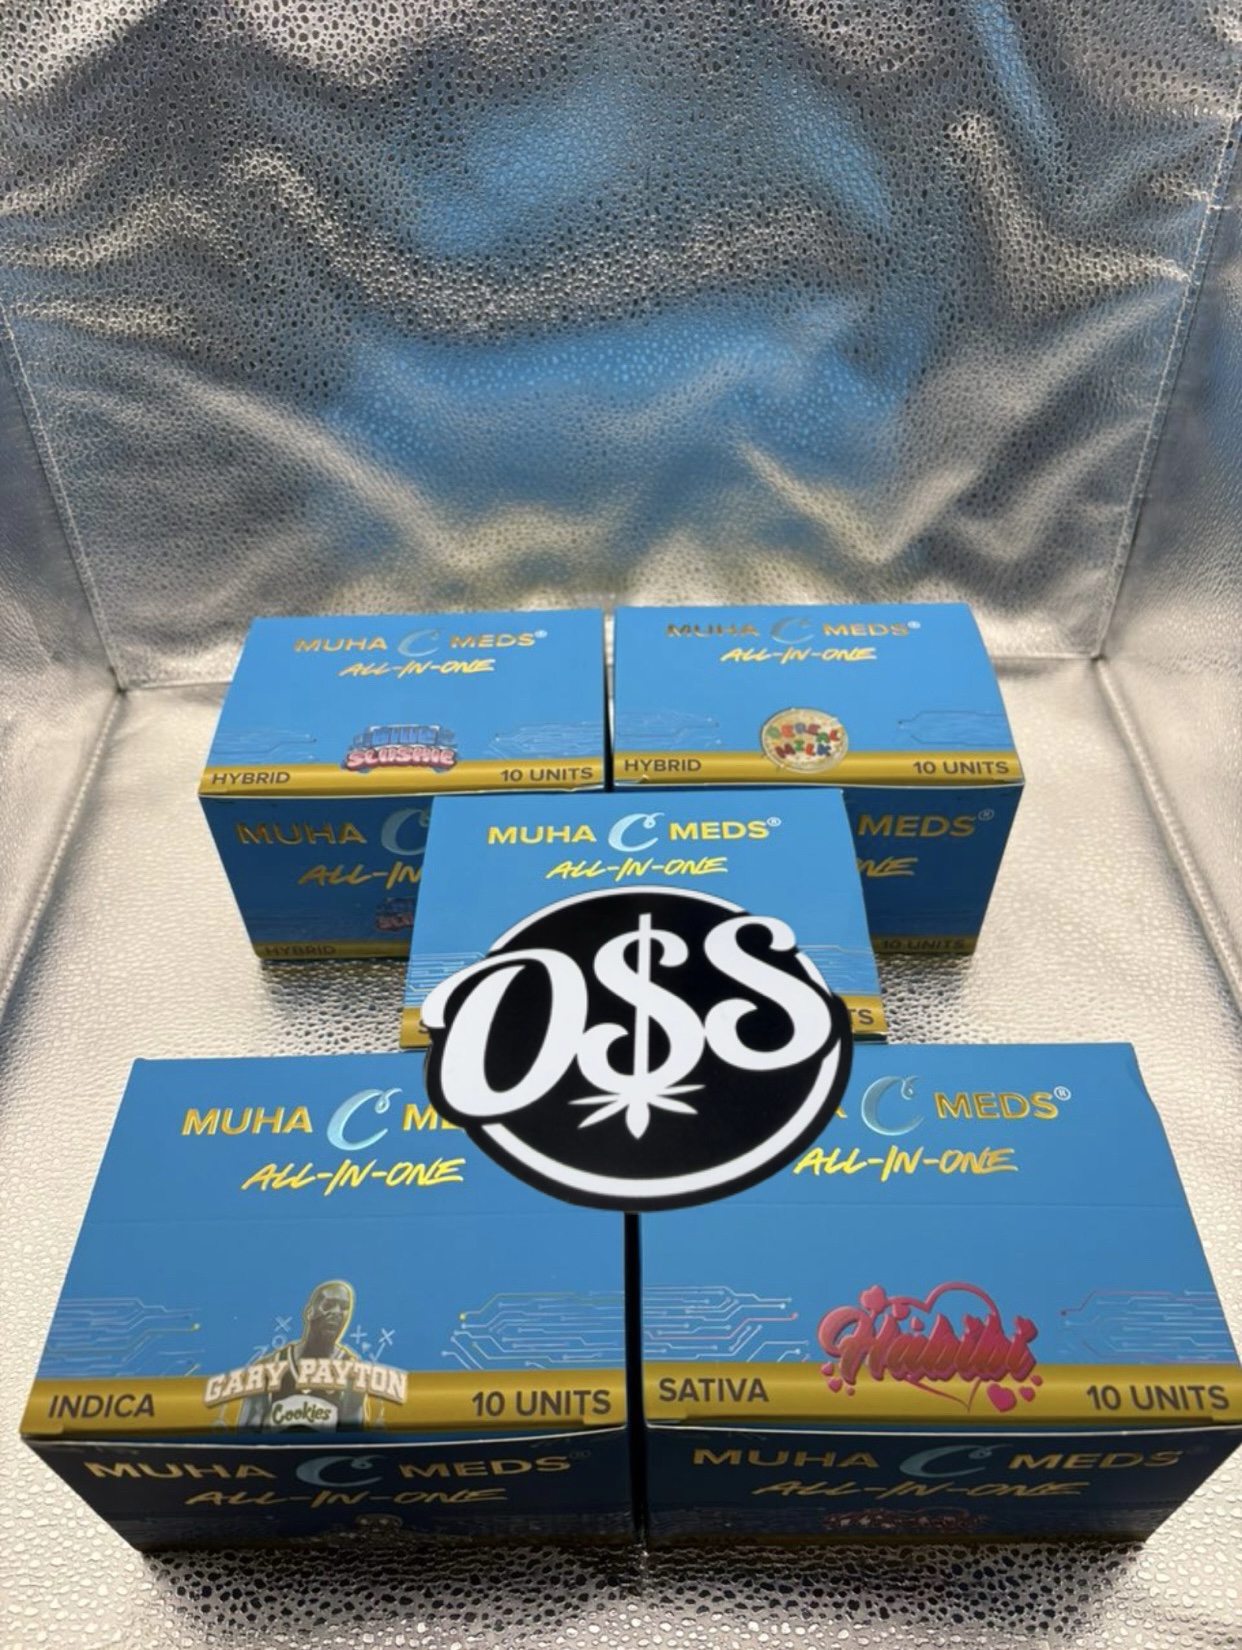 MUHA C MEDS®
ALL-IN-ONE
BLUE
SLUSHIE
HYBRID
10 UNITS
MUHA C MEDS®
ALL-IN-ONE
CEREAL
MILK
HYBRID
10 UNITS
MUHA C
ALL-IN
HYBRID
MEDS®
10 UNITS
MUHA C MEDS®
ALL-IN-ONE
O$S
MUHA C
ALL-IN-ONE
GARY PAYTON
Cookies
INDICA
10 UNITS
MUHA C MEDS®
ALL-IN-ONE
C MEDS®
ALL-IN-ONE
Habibi
SATIVA
10 UNITS
MUHA C MEDS
ALL-IN-ONE